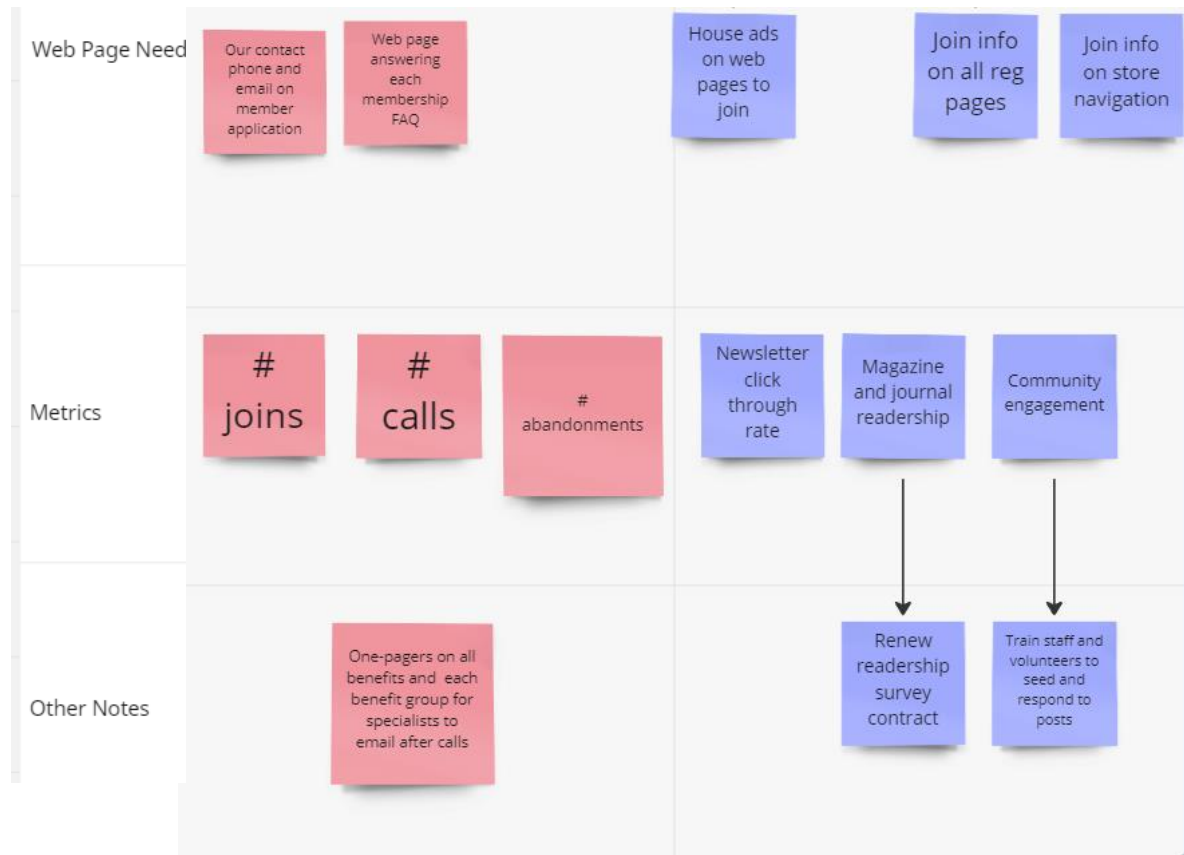 Web Page Need
Our contact
phone and
email on
member
application
Web page
answering
each
membership
FAQ
House ads
on web
pages to
join
Join info
on all reg
pages
Join info
on store
navigation
Metrics
#
joins
#
calls
#
abandonments
Newsletter
click
through
rate
Magazine
and journal
readership
Community
engagement
Other Notes
One-pagers on all
benefits and each
benefit group for
specialists to
email after calls
Renew
readership
survey
contract
Train staff and
volunteers to
seed and
respond to
posts